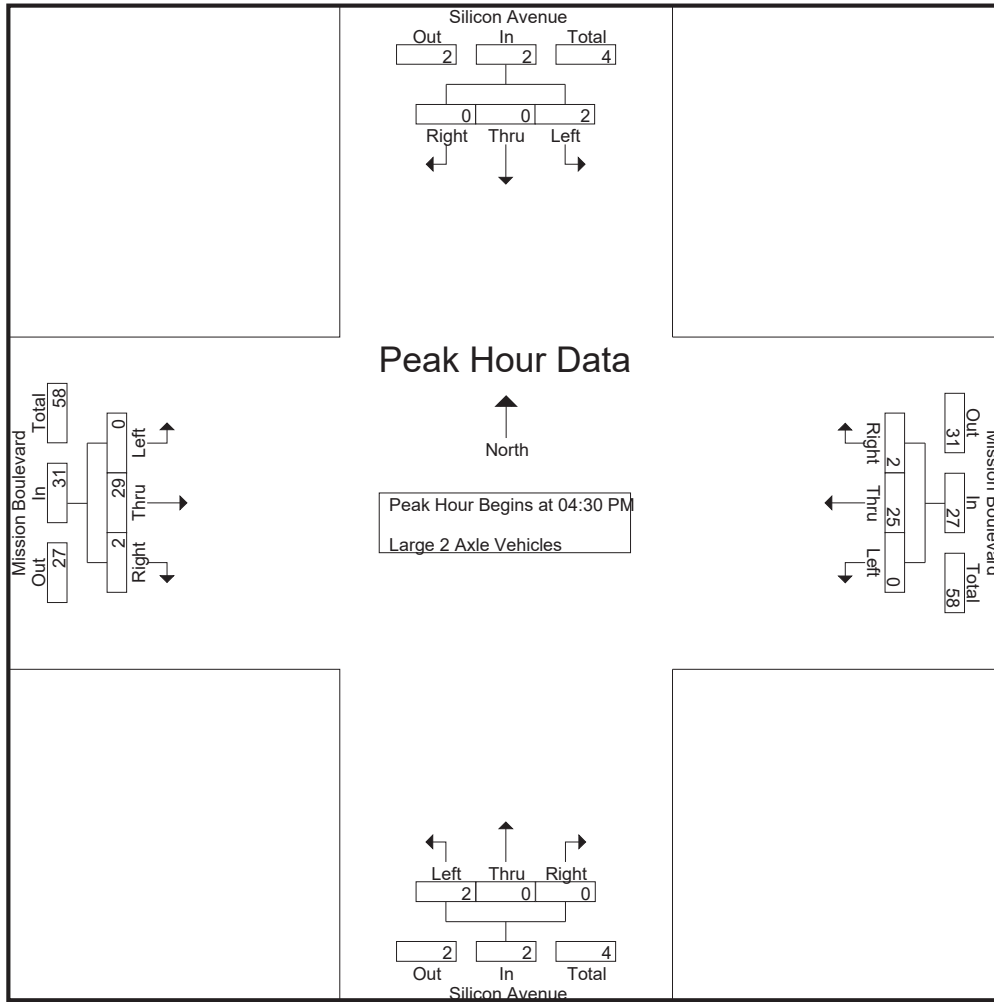 Silicon Avenue
Out In Total
2 2 4
0 0 2
Right Thru Left
Peak Hour Data
North
Peak Hour Begins at 04:30 PM
Large 2 Axle Vehicles
Mission Boulevard
Out In Total
27 31 58
2 29 0
Right Thru Left
Mission Boulevard
Out In Total
31 27 58
2 25 0
Right Thru Left
Left Thru Right
2 0 0
2 2 4
Out In Total
Silicon Avenue